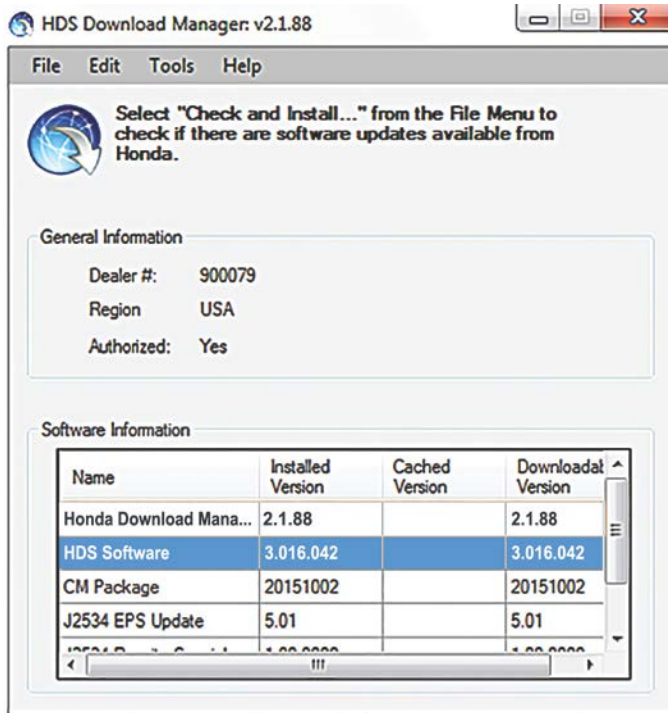 HDS Download Manager: v2.1.88
File Edit Tools Help
Select "Check and Install..." from the File Menu to
check if there are software updates available from
Honda.
General Information
Dealer #: 900079
Region USA
Authorized: Yes
Software Information
Name Installed Version Cached Version Downloadat Version
Honda Download Mana... 2.1.88 2.1.88
HDS Software 3.016.042 3.016.042
CM Package 20151002 20151002
J2534 EPS Update 5.01 5.01